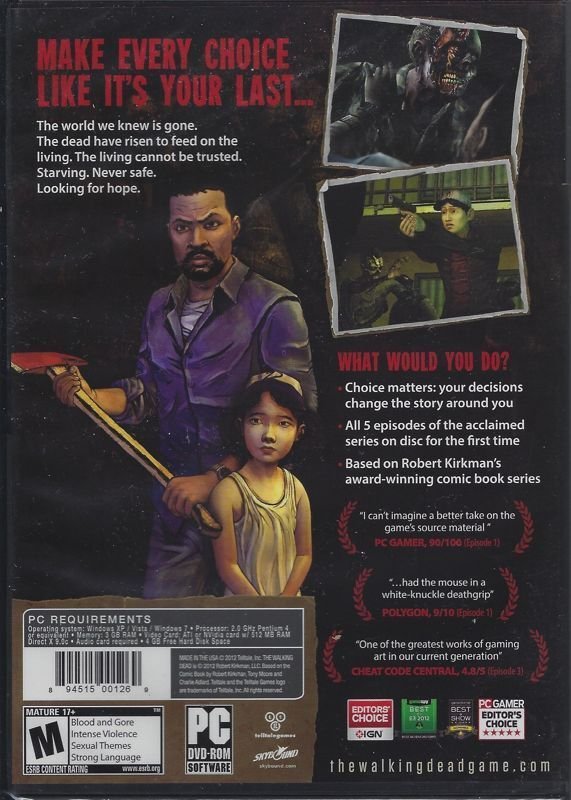 MAKE EVERY CHOICE
LIKE IT'S YOUR LAST...
The world we knew is gone.
The dead have risen to feed on the
living. The living cannot be trusted.
Starving. Never safe.
Looking for hope.
WHAT WOULD YOU DO?
• Choice matters: your decisions
change the story around you
• All 5 episodes of the acclaimed
series on disc for the first time
• Based on Robert Kirkman's
award-winning comic book series
"I can't imagine a better take on the
game's source material "
PC GAMER, 90/100 (Episode 1)
"...had the mouse in a
white-knuckle deathgrip"
POLYGON, 9/10 (Episode 1)
"One of the greatest works of gaming
art in our current generation"
CHEAT CODE CENTRAL, 4.8/5 (Episode 3)
PC REQUIREMENTS
Operating system: Windows XP / Vista / Windows 7 • Processor: 2.0 GHz Pentium 4
or equivalent • Memory: 3 GB RAM • Video Card: ATI or NVidia card w/ 512 MB RAM
Direct X 9.0c • Audio card required • 4 GB Free Hard Disk Space
8 94515 00126 9
MADE IN THE USA © 2012 Telltale, Inc. THE WALKING
DEAD is © 2012 Robert Kirkman, LLC. Based on the
Comic Book by Robert Kirkman, Tony Moore and
Charlie Adlard. Telltale and the Telltale Games logo
are trademarks of Telltale, Inc. All rights reserved.
MATURE 17+
M
Blood and Gore
Intense Violence
Sexual Themes
Strong Language
ESRB CONTENT RATING
www.esrb.org
PC
DVD-ROM
SOFTWARE
telltalegames
SKYBOUND
skybound.com
EDITORS'
CHOICE
IGN
gamespy
BEST
E3 2012
BEST
SHOW
PC GAMER
EDITOR'S
CHOICE
thewalkingdeadgame.com